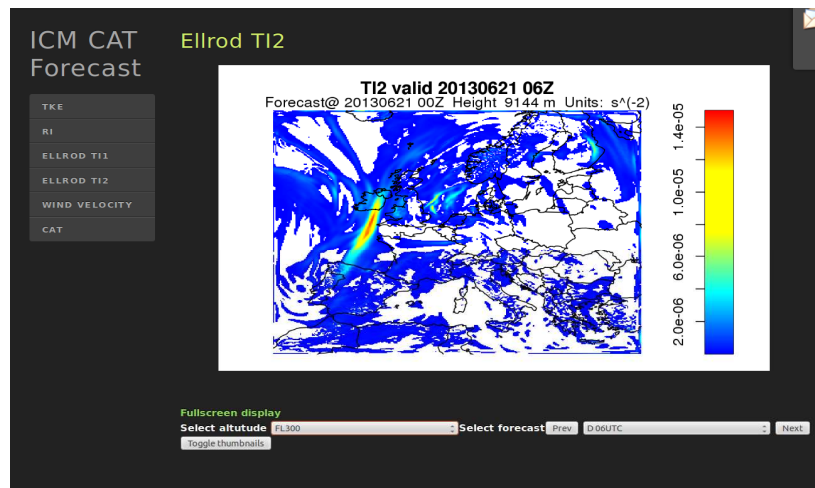 ICM CAT
Forecast
TKE
RI
ELLROD TI1
ELLROD TI2
WIND VELOCITY
CAT
Ellrod TI2
TI2 valid 20130621 06Z
Forecast@ 20130621 00Z Height 9144 m Units: s^(-2)
1.4e-05
1.0e-05
6.0e-06
2.0e-06
Fullscreen display
Select altutude FL300 Select forecast Prev D 06UTC Next
Toggle thumbnails